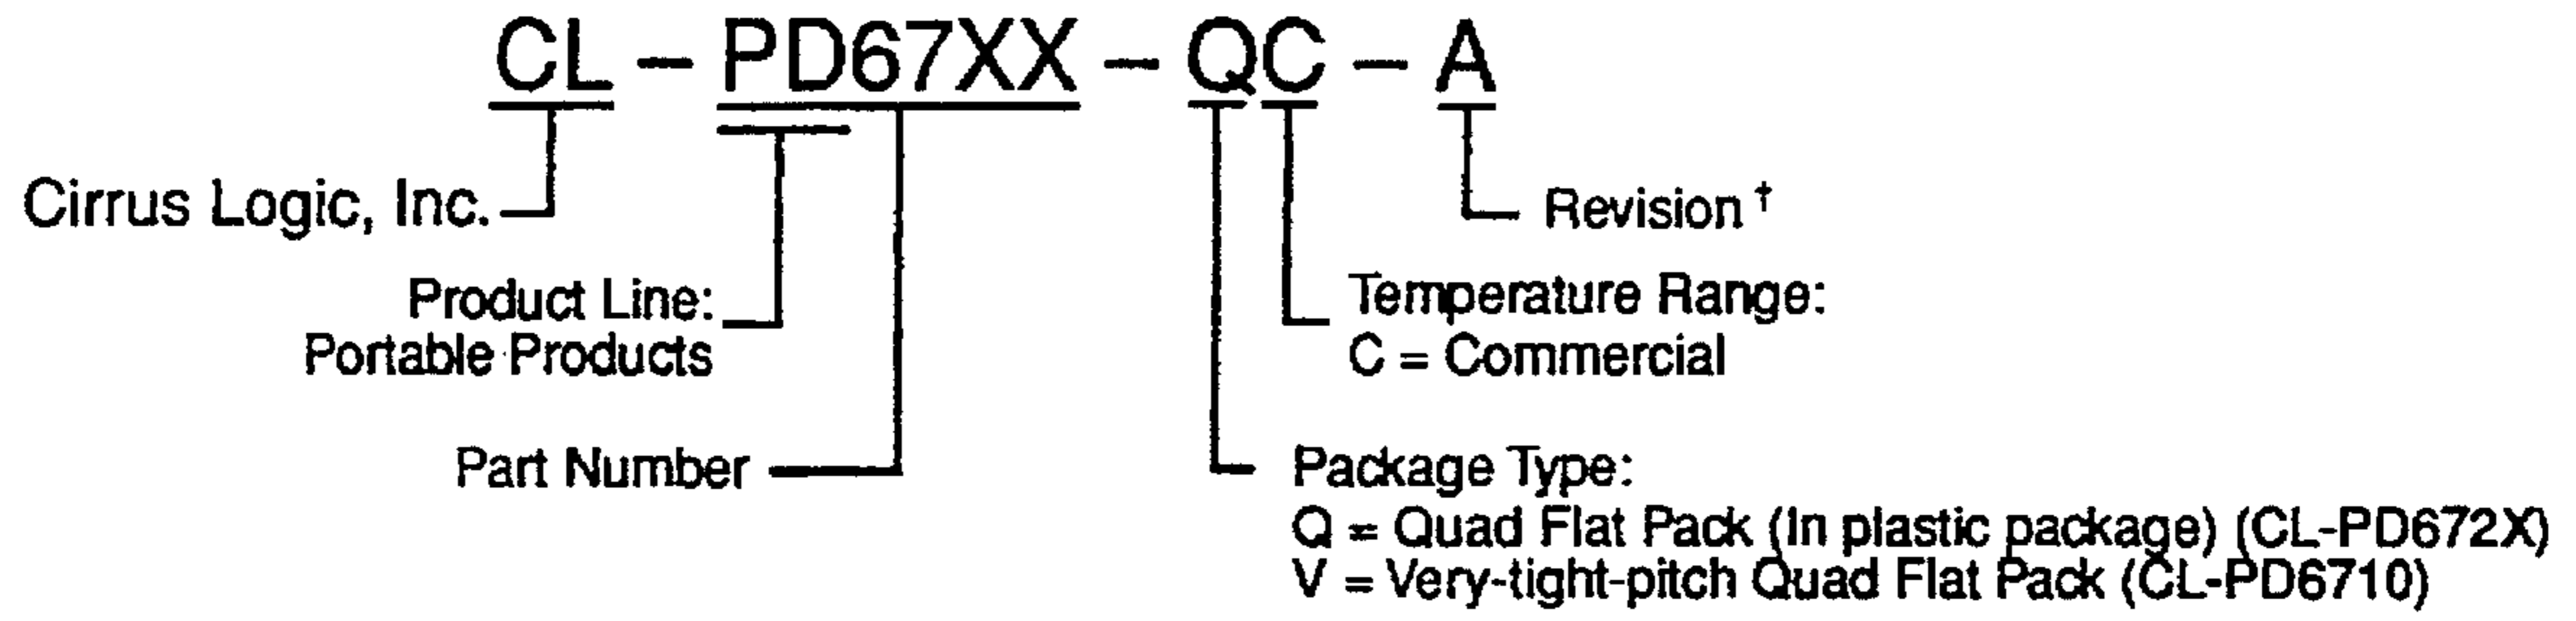 CL – PD67XX – QC – A
Cirrus Logic, Inc.
Revision †
Product Line:
Portable Products
Temperature Range:
C = Commercial
Part Number
Package Type:
Q = Quad Flat Pack (In plastic package) (CL-PD672X)
V = Very-tight-pitch Quad Flat Pack (CL-PD6710)